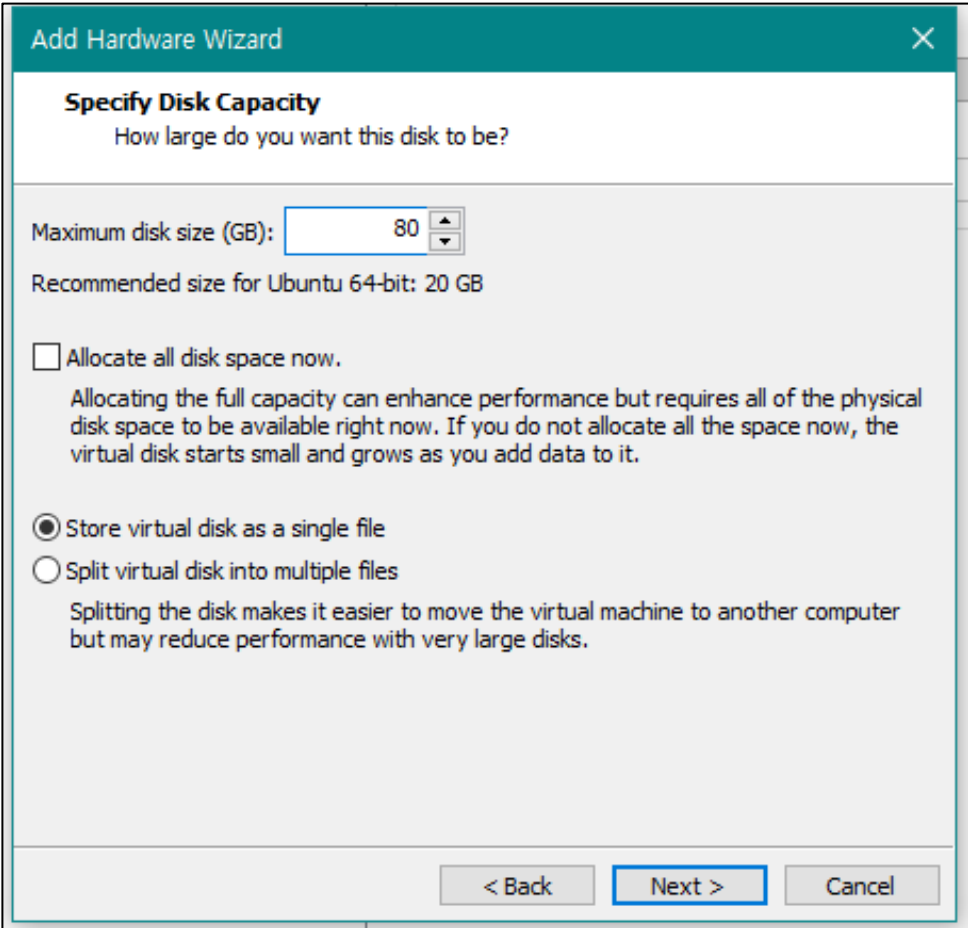 Add Hardware Wizard
Specify Disk Capacity
How large do you want this disk to be?
Maximum disk size (GB): 80
Recommended size for Ubuntu 64-bit: 20 GB
Allocate all disk space now.
Allocating the full capacity can enhance performance but requires all of the physical
disk space to be available right now. If you do not allocate all the space now, the
virtual disk starts small and grows as you add data to it.
Store virtual disk as a single file
Split virtual disk into multiple files
Splitting the disk makes it easier to move the virtual machine to another computer
but may reduce performance with very large disks.
< Back Next > Cancel